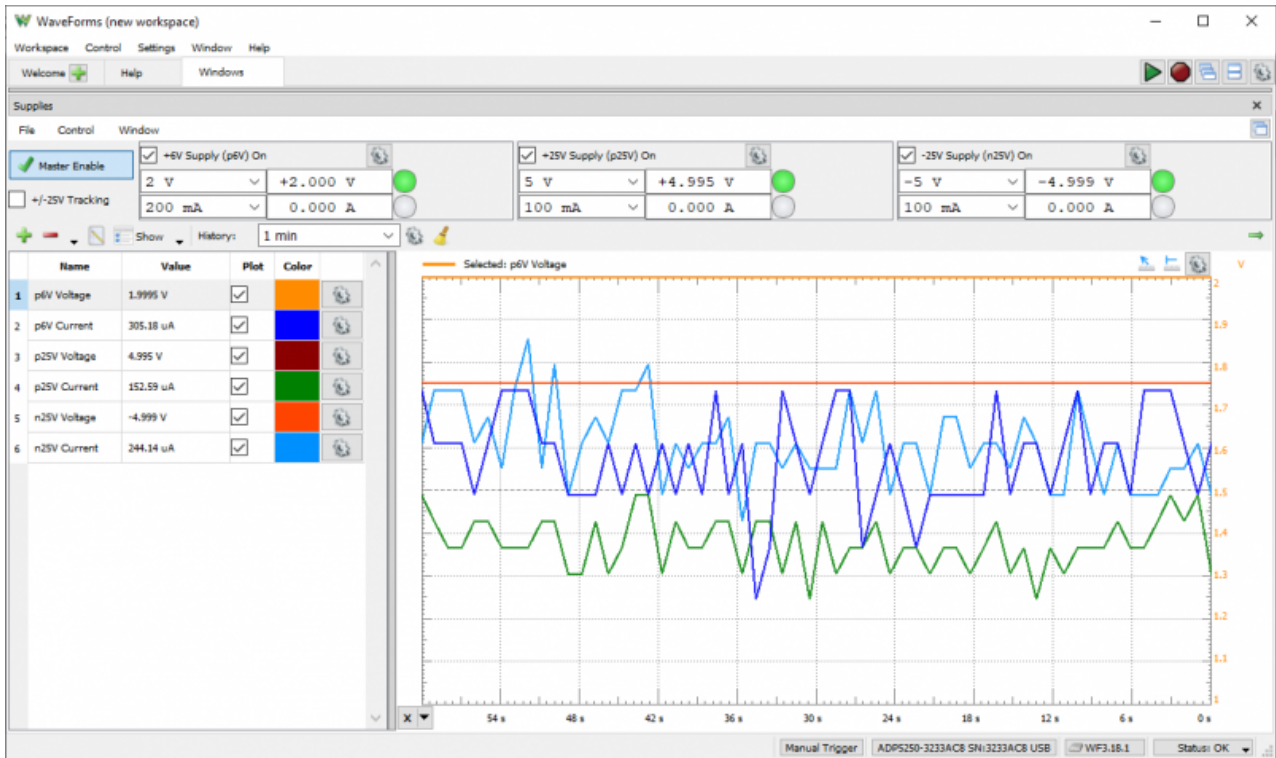 WaveForms (new workspace)
Workspace Control Settings Window Help
Welcome Help Windows
Supplies
File Control Window
Master Enable
+/-25V Tracking
+6V Supply (p6V) On
2 V +2.000 V
200 mA 0.000 A
+25V Supply (p25V) On
5 V +4.995 V
100 mA 0.000 A
-25V Supply (n25V) On
-5 V -4.999 V
100 mA 0.000 A
Show History: 1 min
Name Value Plot Color
1 p6V Voltage 1.9995 V
2 p6V Current 305.18 uA
3 p25V Voltage 4.995 V
4 p25V Current 152.59 uA
5 n25V Voltage -4.999 V
6 n25V Current 244.14 uA
Selected: p6V Voltage
V
2
1.9
1.8
1.7
1.6
1.5
1.4
1.3
1.2
1.1
1
X 54 s 48 s 42 s 36 s 30 s 24 s 18 s 12 s 6 s 0 s
Manual Trigger ADP5250-3233AC8 SN:3233AC8 USB WF3.18.1 Status: OK